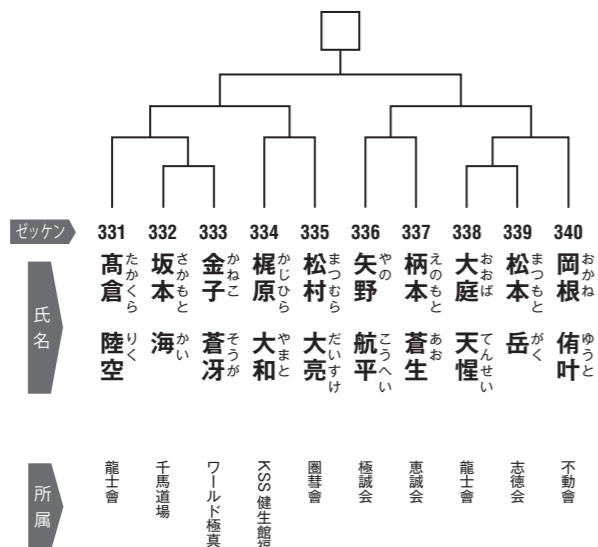 ゼッケン 331 332 333 334 335 336 337 338 339 340
氏名
髙倉 陸空
たかくら りく
坂本 海
さかもと かい
金子 蒼冴
かねこ そうが
梶原 大和
かじひら やまと
松村 大亮
まつむら だいすけ
矢野 航平
やの こうへい
柄本 蒼生
えのもと あお
大庭 天惺
おおば てんせい
松本 岳
まつもと がく
岡根 侑叶
おかね ゆうと
所属
龍士會
千馬道場
ワールド極真
KSS 健生館福
圏彗會
極誠会
恵誠会
龍士會
志徳会
不動會